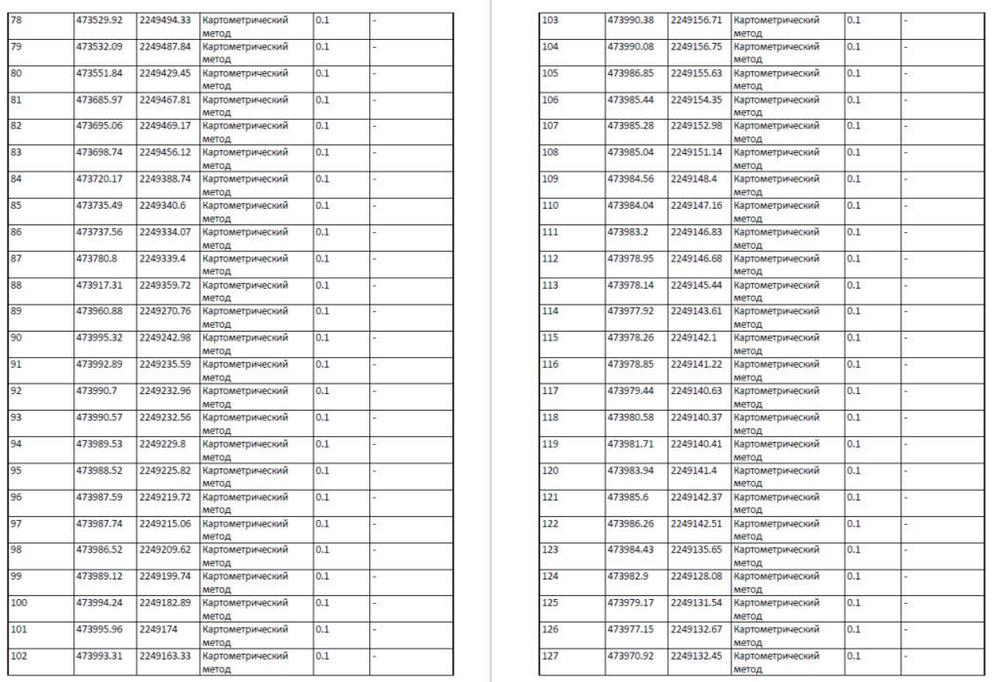 78 473529.92 2249494.33 Картометрический 0.1 -
метод
79 473532.09 2249487.84 Картометрический 0.1 -
метод
80 473551.84 2249429.45 Картометрический 0.1 -
метод
81 473685.97 2249467.81 Картометрический 0.1 -
метод
82 473695.06 2249469.17 Картометрический 0.1 -
метод
83 473698.74 2249456.12 Картометрический 0.1 -
метод
84 473720.17 2249388.74 Картометрический 0.1 -
метод
85 473735.49 2249340.6 Картометрический 0.1 -
метод
86 473737.56 2249334.07 Картометрический 0.1 -
метод
87 473780.8 2249339.4 Картометрический 0.1 -
метод
88 473917.31 2249359.72 Картометрический 0.1 -
метод
89 473960.88 2249270.76 Картометрический 0.1 -
метод
90 473995.32 2249242.98 Картометрический 0.1 -
метод
91 473992.89 2249235.59 Картометрический 0.1 -
метод
92 473990.7 2249232.96 Картометрический 0.1 -
метод
93 473990.57 2249232.56 Картометрический 0.1 -
метод
94 473989.53 2249229.8 Картометрический 0.1 -
метод
95 473988.52 2249225.82 Картометрический 0.1 -
метод
96 473987.59 2249219.72 Картометрический 0.1 -
метод
97 473987.74 2249215.06 Картометрический 0.1 -
метод
98 473986.52 2249209.62 Картометрический 0.1 -
метод
99 473989.12 2249199.74 Картометрический 0.1 -
метод
100 473994.24 2249182.89 Картометрический 0.1 -
метод
101 473995.96 2249174 Картометрический 0.1 -
метод
102 473993.31 2249163.33 Картометрический 0.1 -
метод
103 473990.38 2249156.71 Картометрический 0.1 -
метод
104 473990.08 2249156.75 Картометрический 0.1 -
метод
105 473986.85 2249155.63 Картометрический 0.1 -
метод
106 473985.44 2249154.35 Картометрический 0.1 -
метод
107 473985.28 2249152.98 Картометрический 0.1 -
метод
108 473985.04 2249151.14 Картометрический 0.1 -
метод
109 473984.56 2249148.4 Картометрический 0.1 -
метод
110 473984.04 2249147.16 Картометрический 0.1 -
метод
111 473983.2 2249146.83 Картометрический 0.1 -
метод
112 473978.95 2249146.68 Картометрический 0.1 -
метод
113 473978.14 2249145.44 Картометрический 0.1 -
метод
114 473977.92 2249143.61 Картометрический 0.1 -
метод
115 473978.26 2249142.1 Картометрический 0.1 -
метод
116 473978.85 2249141.22 Картометрический 0.1 -
метод
117 473979.44 2249140.63 Картометрический 0.1 -
метод
118 473980.58 2249140.37 Картометрический 0.1 -
метод
119 473981.71 2249140.41 Картометрический 0.1 -
метод
120 473983.94 2249141.4 Картометрический 0.1 -
метод
121 473985.6 2249142.37 Картометрический 0.1 -
метод
122 473986.26 2249142.51 Картометрический 0.1 -
метод
123 473984.43 2249135.65 Картометрический 0.1 -
метод
124 473982.9 2249128.08 Картометрический 0.1 -
метод
125 473979.17 2249131.54 Картометрический 0.1 -
метод
126 473977.15 2249132.67 Картометрический 0.1 -
метод
127 473970.92 2249132.45 Картометрический 0.1 -
метод